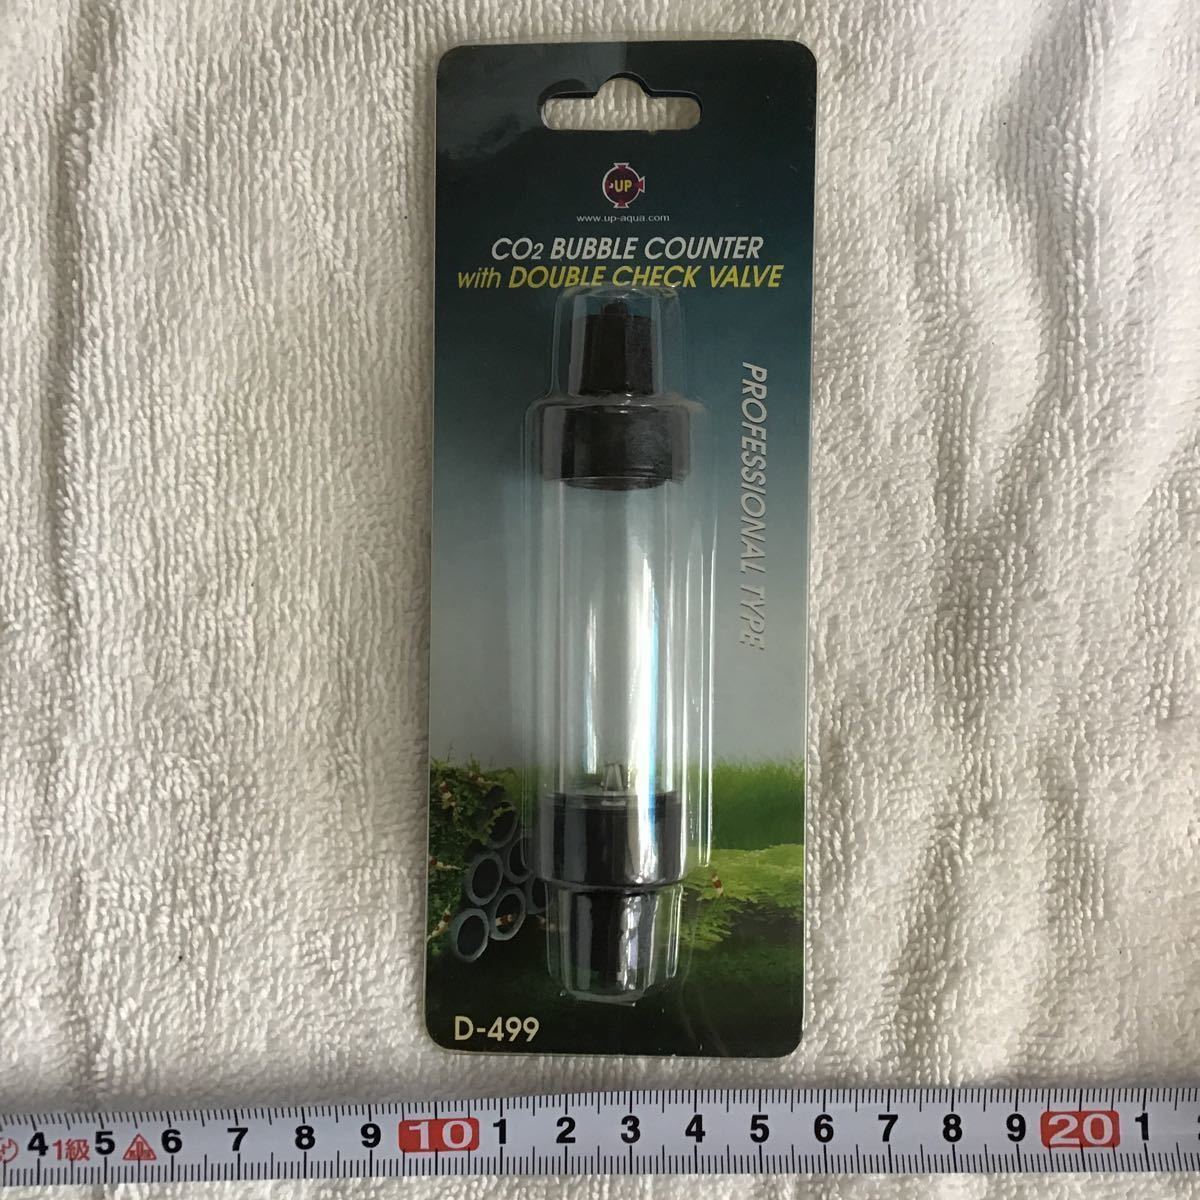 UP
www.up-aqua.com
CO2 BUBBLE COUNTER
with DOUBLE CHECK VALVE
PROFESSIONAL TYPE
D-499
4 1級 5 6 7 8 9 10 1 2 3 4 5 6 7 8 9 20 1